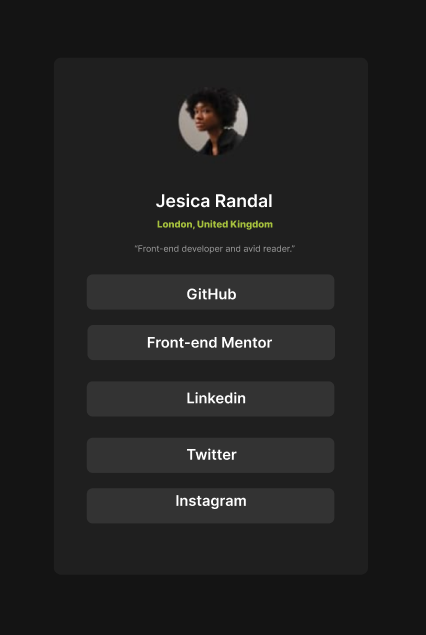 Jesica Randal
London, United Kingdom
"Front-end developer and avid reader."
GitHub
Front-end Mentor
Linkedin
Twitter
Instagram